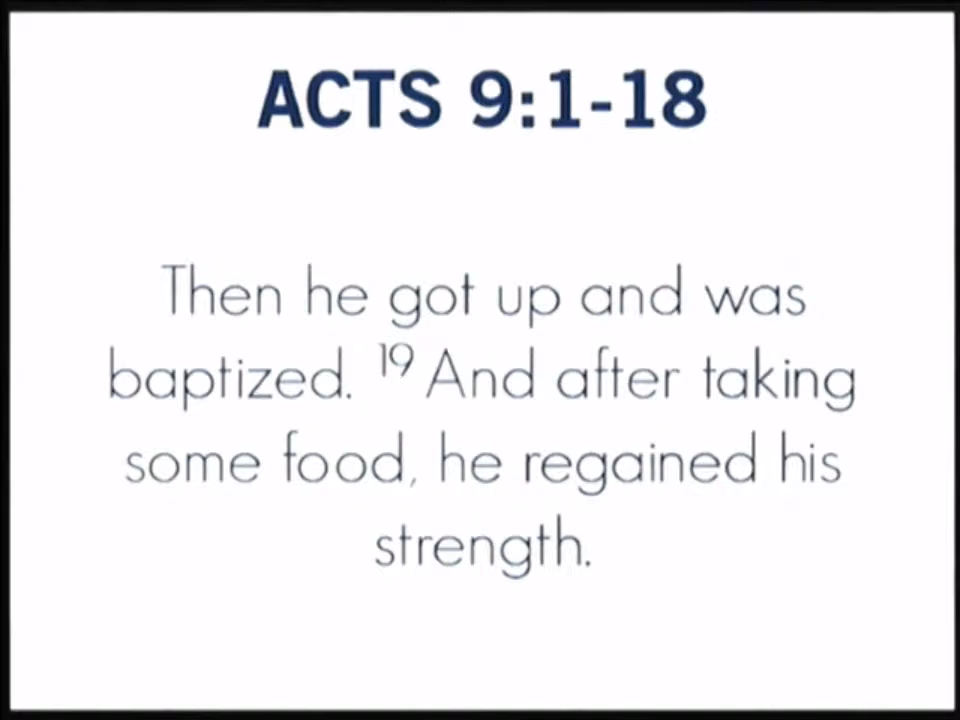 ACTS 9:1-18
Then he got up and was
baptized. 19 And after taking
some food, he regained his
strength.